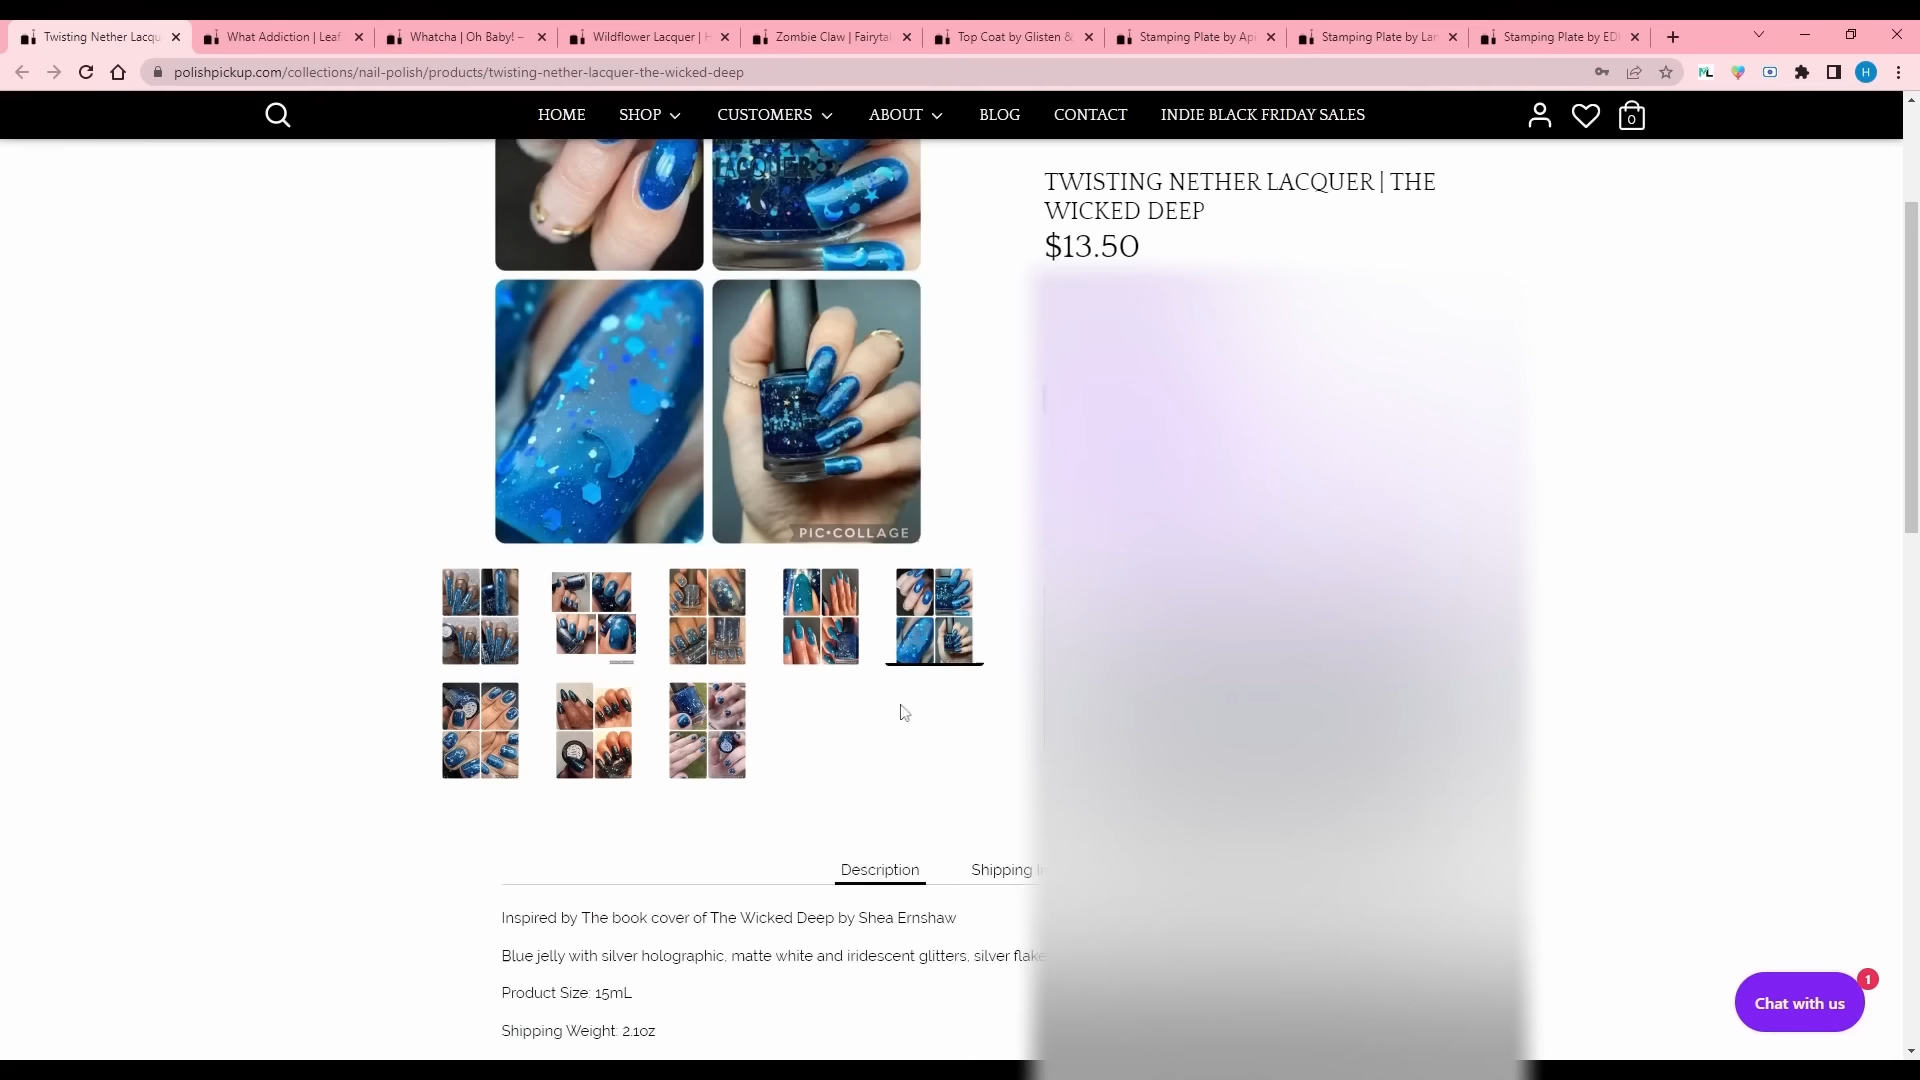 Twisting Nether Lacqu
What Addiction | Leaf
Whatcha | Oh Baby! –
Wildflower Lacquer | H
Zombie Claw | Fairytal
Top Coat by Glisten &
Stamping Plate by Api
Stamping Plate by Lan
Stamping Plate by ED
polishpickup.com/collections/nail-polish/products/twisting-nether-lacquer-the-wicked-deep
H
HOME
SHOP
CUSTOMERS
ABOUT
BLOG
CONTACT
INDIE BLACK FRIDAY SALES
0
LACQUER
TWISTING NETHER LACQUER | THE
WICKED DEEP
$13.50
PIC•COLLAGE
Description
Shipping I
Inspired by The book cover of The Wicked Deep by Shea Ernshaw
Blue jelly with silver holographic, matte white and iridescent glitters, silver flake
Product Size: 15mL
Shipping Weight: 2.1oz
Chat with us
1